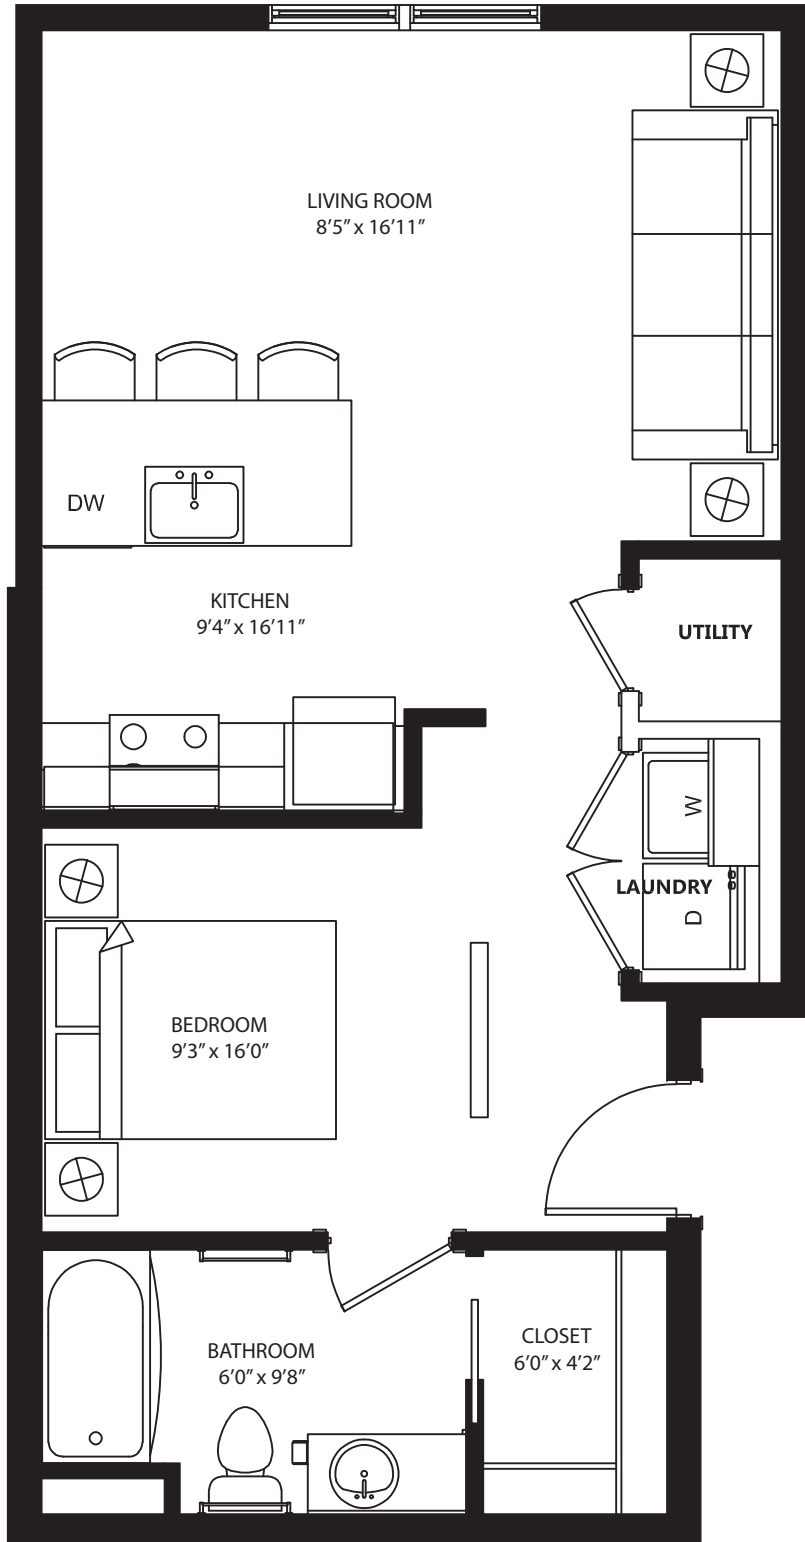 LIVING ROOM
8’5” x 16’11”
DW
KITCHEN
9’4” x 16’11”
UTILITY
W
LAUNDRY
D
BEDROOM
9’3” x 16’0”
BATHROOM
6’0” x 9’8”
CLOSET
6’0” x 4’2”